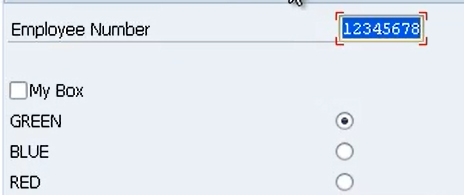 Employee Number 12345678
My Box
GREEN
BLUE
RED